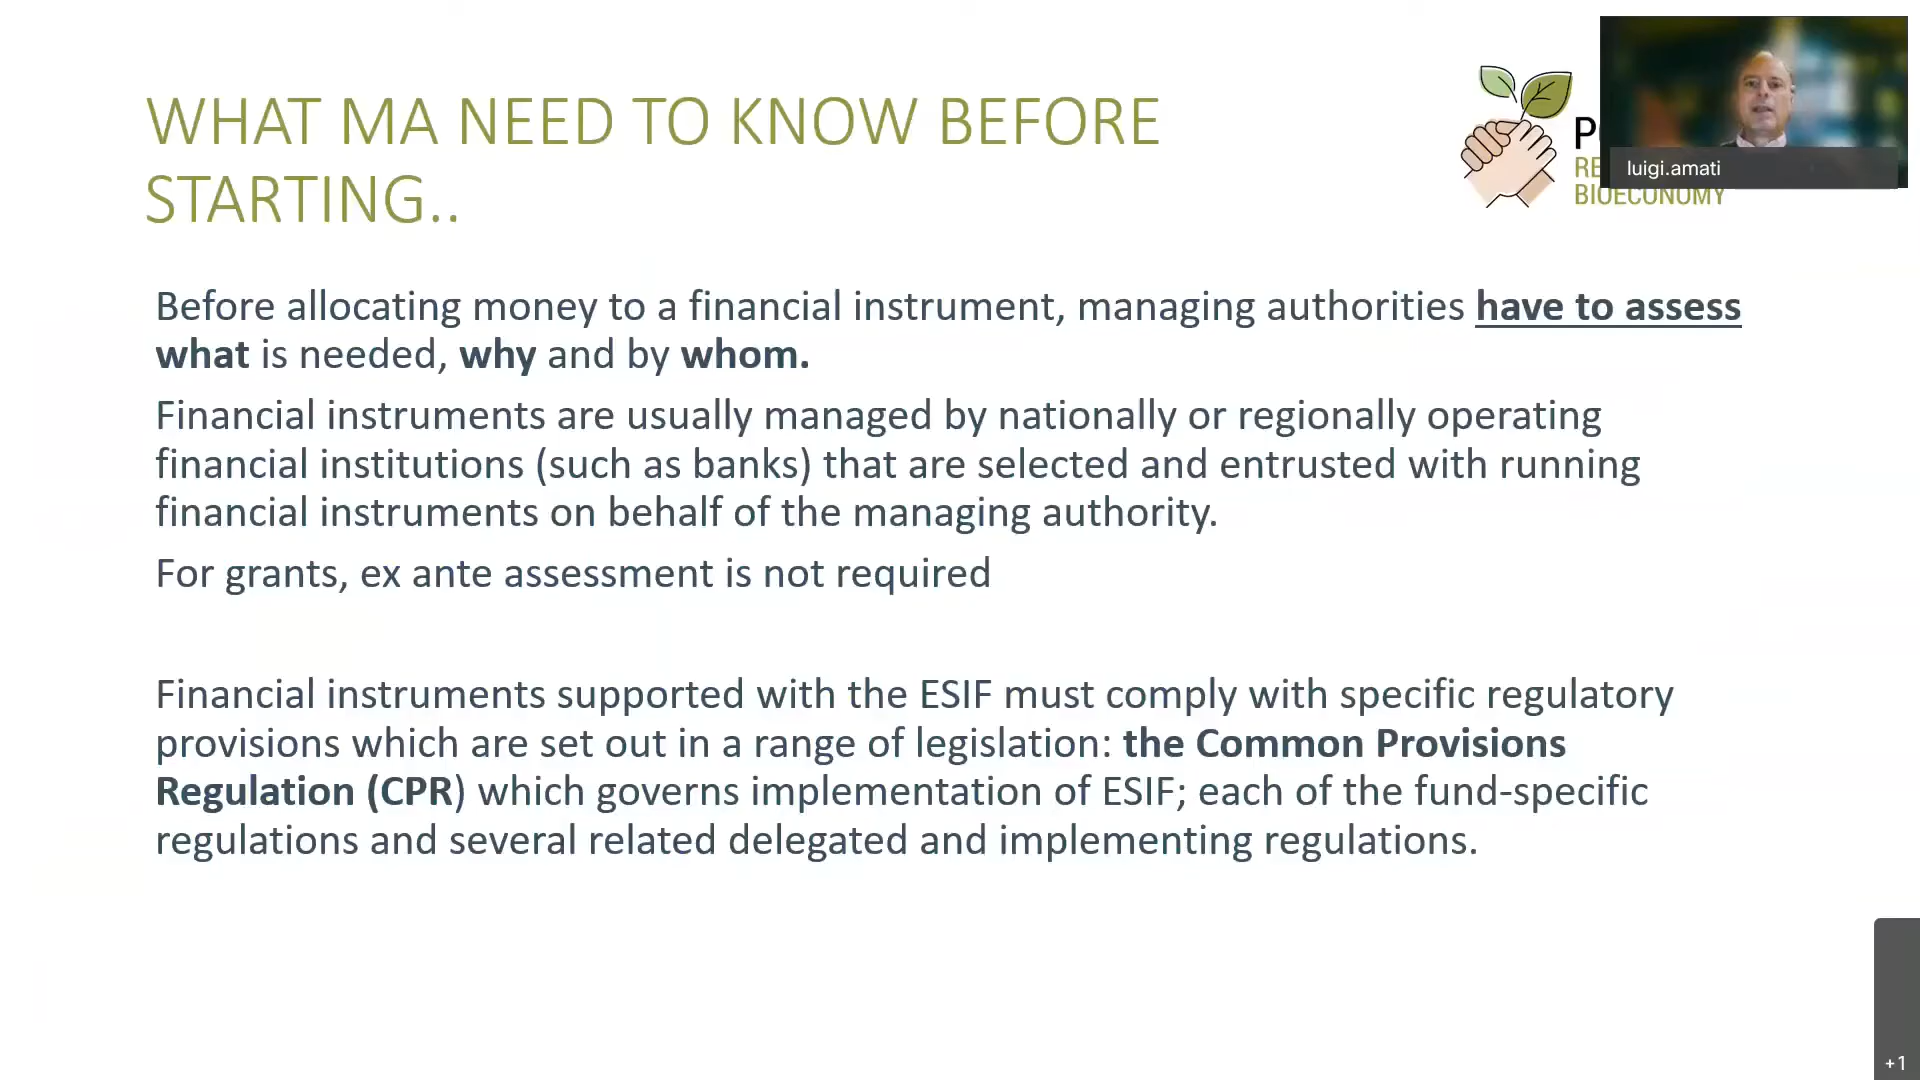 WHAT MA NEED TO KNOW BEFORE
STARTING..
luigi.amati
BIOECONOMY
Before allocating money to a financial instrument, managing authorities have to assess
what is needed, why and by whom.
Financial instruments are usually managed by nationally or regionally operating
financial institutions (such as banks) that are selected and entrusted with running
financial instruments on behalf of the managing authority.
For grants, ex ante assessment is not required
Financial instruments supported with the ESIF must comply with specific regulatory
provisions which are set out in a range of legislation: the Common Provisions
Regulation (CPR) which governs implementation of ESIF; each of the fund-specific
regulations and several related delegated and implementing regulations.
+1